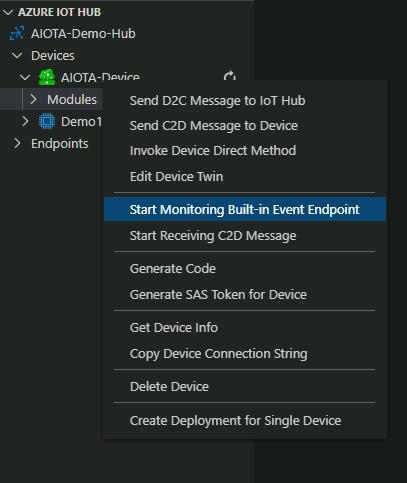 AZURE IOT HUB
AIOTA-Demo-Hub
Devices
AIOTA-Device
Modules
Demo1
Endpoints
Send D2C Message to IoT Hub
Send C2D Message to Device
Invoke Device Direct Method
Edit Device Twin
Start Monitoring Built-in Event Endpoint
Start Receiving C2D Message
Generate Code
Generate SAS Token for Device
Get Device Info
Copy Device Connection String
Delete Device
Create Deployment for Single Device